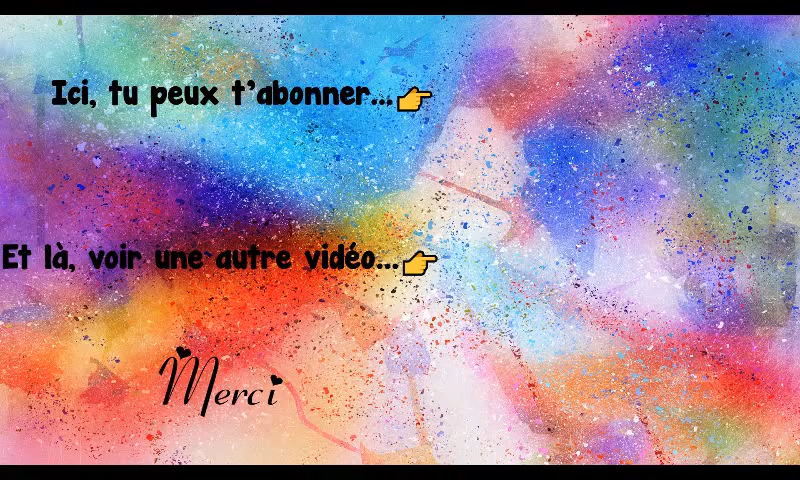 Ici, tu peux t'abonner...👉
Et là, voir une autre vidéo...👉
Merci